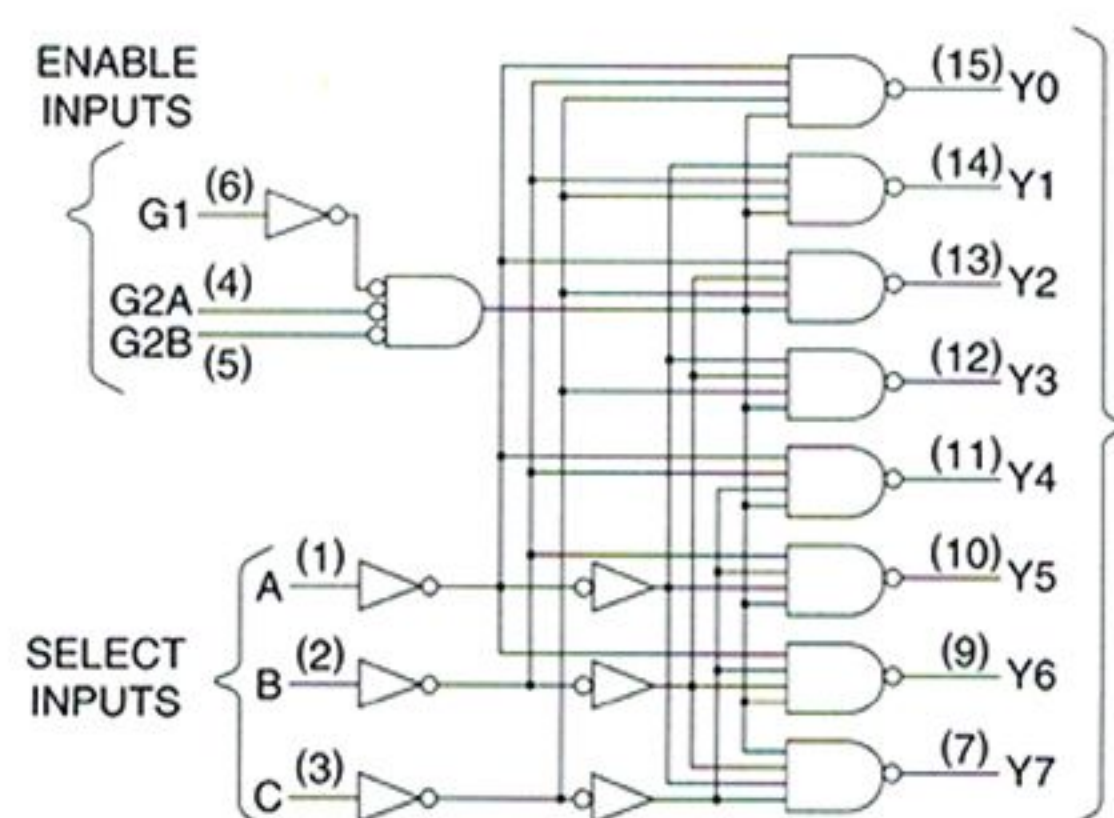 ENABLE
INPUTS
G1 (6)
G2A (4)
G2B (5)
SELECT
INPUTS
A (1)
B (2)
C (3)
(15) Y0
(14) Y1
(13) Y2
(12) Y3
(11) Y4
(10) Y5
(9) Y6
(7) Y7